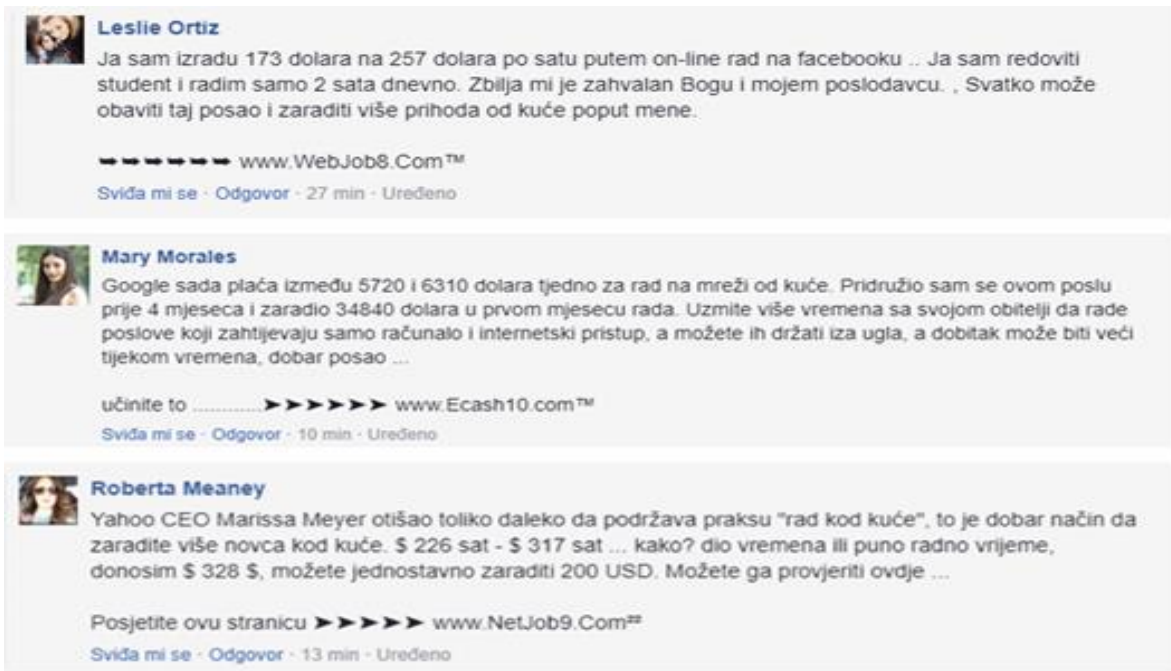 Leslie Ortiz
Ja sam izradu 173 dolara na 257 dolara po satu putem on-line rad na facebooku .. Ja sam redoviti
student i radim samo 2 sata dnevno. Zbilja mi je zahvalan Bogu i mojem poslodavcu. , Svatko može
obaviti taj posao i zaraditi više prihoda od kuće poput mene.
➥➥➥➥➥➥ www.WebJob8.Com™
Sviđa mi se · Odgovor · 27 min · Uređeno
Mary Morales
Google sada plaća između 5720 i 6310 dolara tjedno za rad na mreži od kuće. Pridružio sam se ovom poslu
prije 4 mjeseca i zaradio 34840 dolara u prvom mjesecu rada. Uzmite više vremena sa svojom obitelji da rade
poslove koji zahtijevaju samo računalo i internetski pristup, a možete ih držati iza ugla, a dobitak može biti veći
tijekom vremena, dobar posao ...
učinite to ............➤➤➤➤➤➤ www.Ecash10.com™
Sviđa mi se · Odgovor · 10 min · Uređeno
Roberta Meaney
Yahoo CEO Marissa Meyer otišao toliko daleko da podržava praksu "rad kod kuće", to je dobar način da
zaradite više novca kod kuće. $ 226 sat - $ 317 sat ... kako? dio vremena ili puno radno vrijeme,
donosim $ 328 $, možete jednostavno zaraditi 200 USD. Možete ga provjeriti ovdje ...
Posjetite ovu stranicu ➤➤➤➤➤ www.NetJob9.Com
Sviđa mi se · Odgovor · 13 min · Uređeno